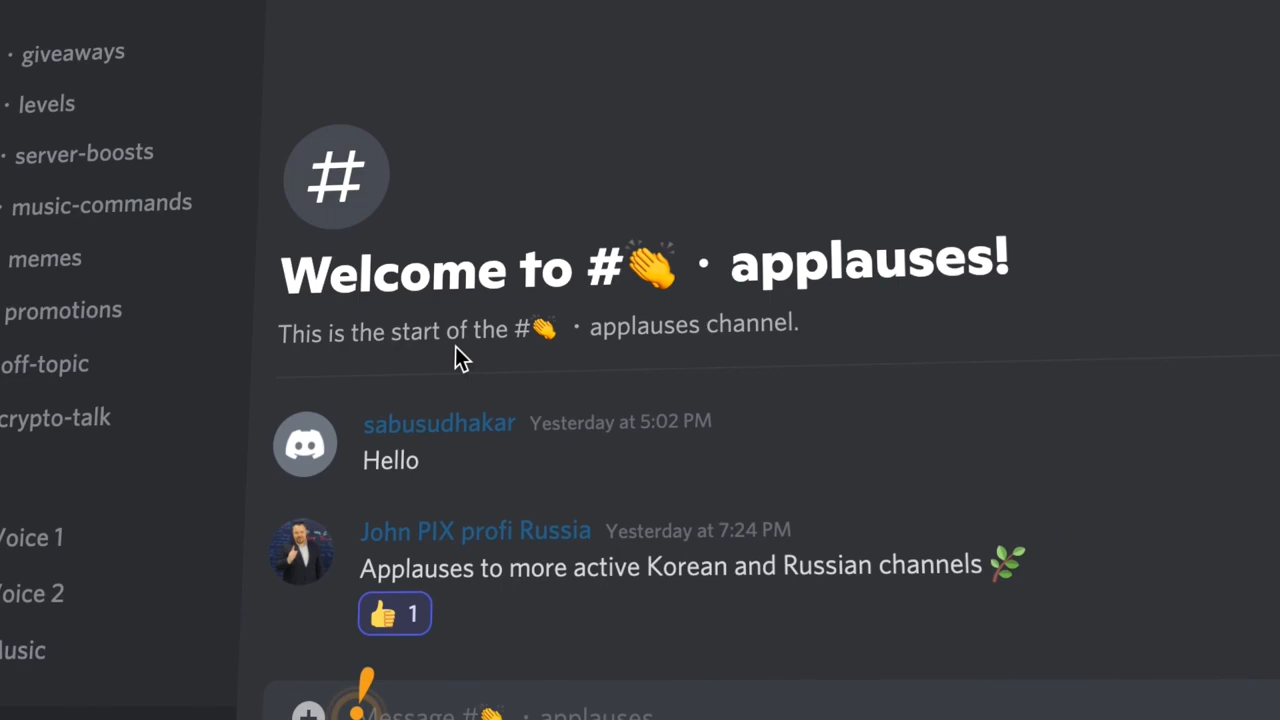 · giveaways
· levels
· server-boosts
· music-commands
memes
promotions
off-topic
crypto-talk
Voice 1
Voice 2
Music
#
Welcome to #👏 · applauses!
This is the start of the #👏 · applauses channel.
sabusudhakar Yesterday at 5:02 PM
Hello
John PIX profi Russia Yesterday at 7:24 PM
Applauses to more active Korean and Russian channels 🌿
👍 1
Message #👏 · applauses